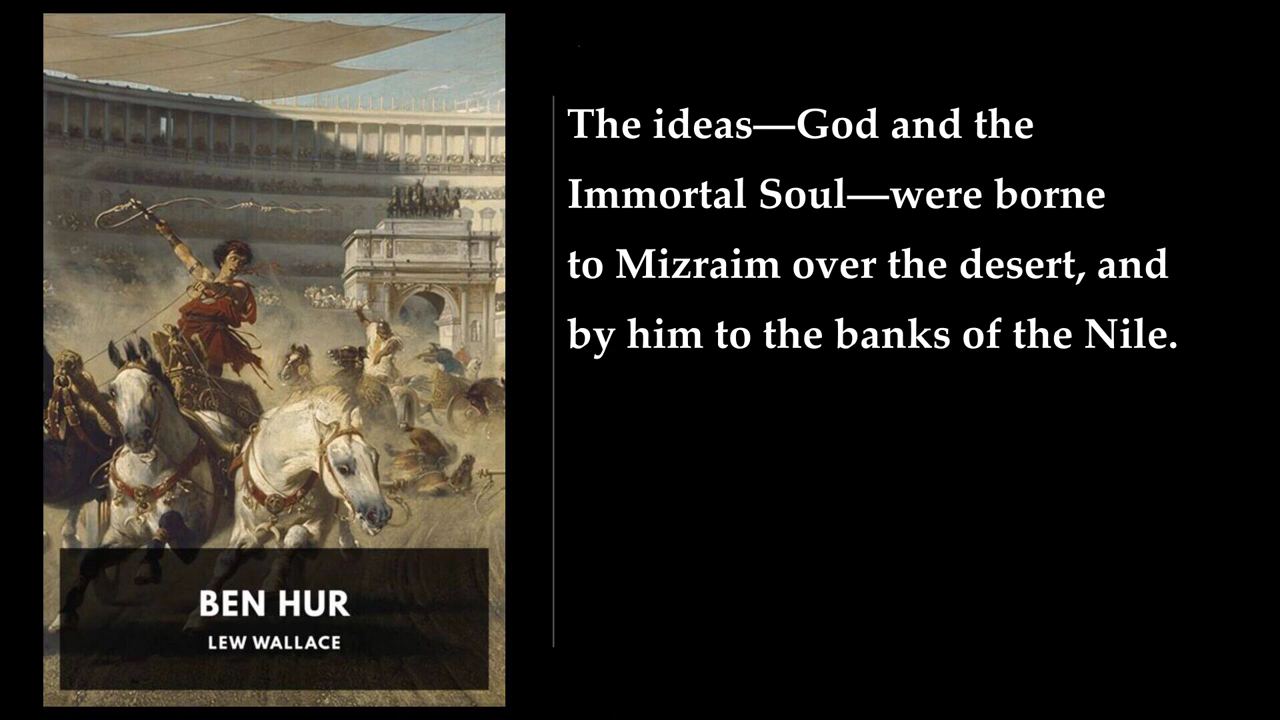 BEN HUR
LEW WALLACE
The ideas—God and the
Immortal Soul—were borne
to Mizraim over the desert, and
by him to the banks of the Nile.